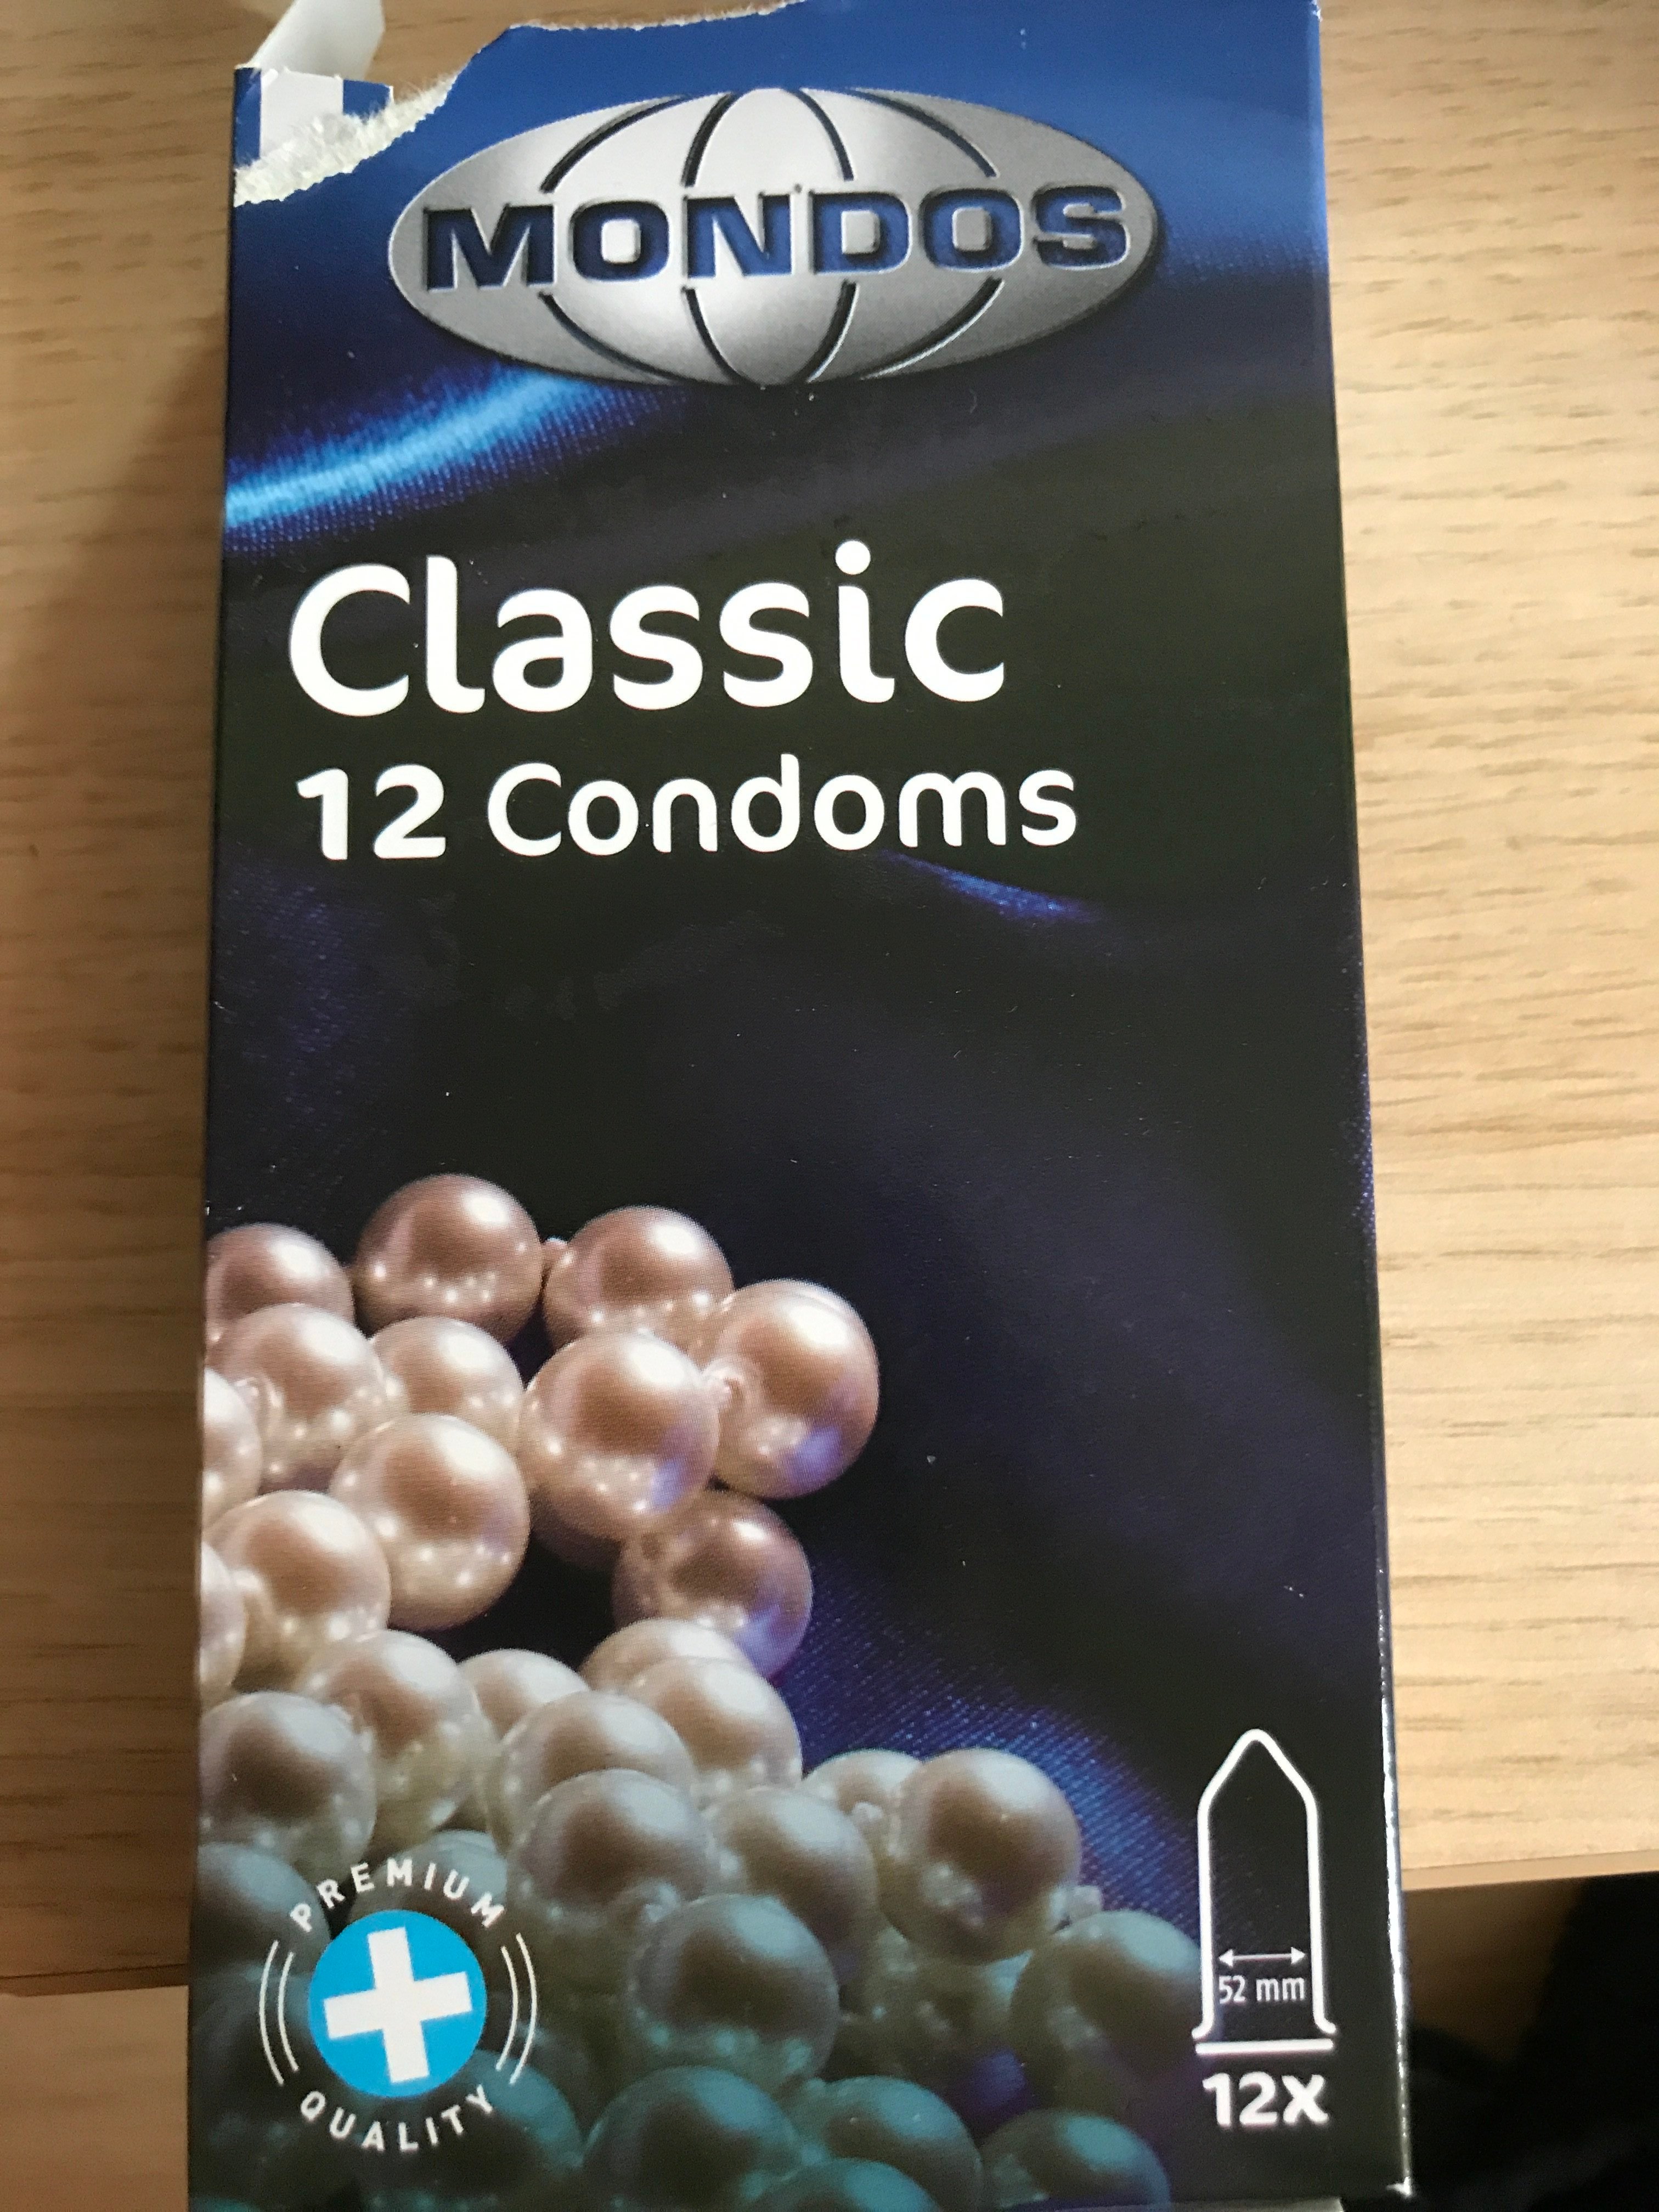 MONDOS
Classic
12 Condoms
PREMIUM
QUALITY
52 mm
12x